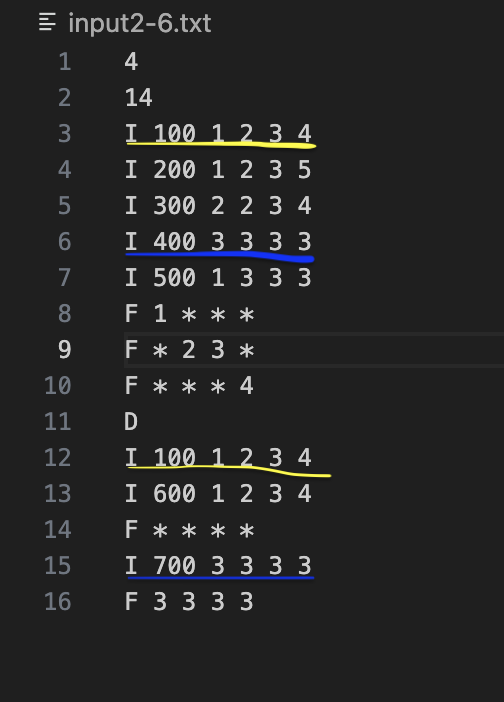 input2-6.txt
1 4
2 14
3 I 100 1 2 3 4
4 I 200 1 2 3 5
5 I 300 2 2 3 4
6 I 400 3 3 3 3
7 I 500 1 3 3 3
8 F 1 * * *
9 F * 2 3 *
10 F * * * 4
11 D
12 I 100 1 2 3 4
13 I 600 1 2 3 4
14 F * * * *
15 I 700 3 3 3 3
16 F 3 3 3 3